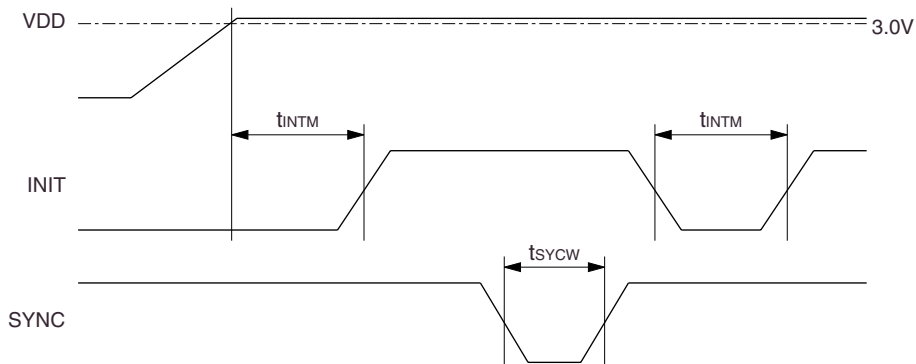 VDD
3.0V
tINTM
tINTM
INIT
tSYCW
SYNC